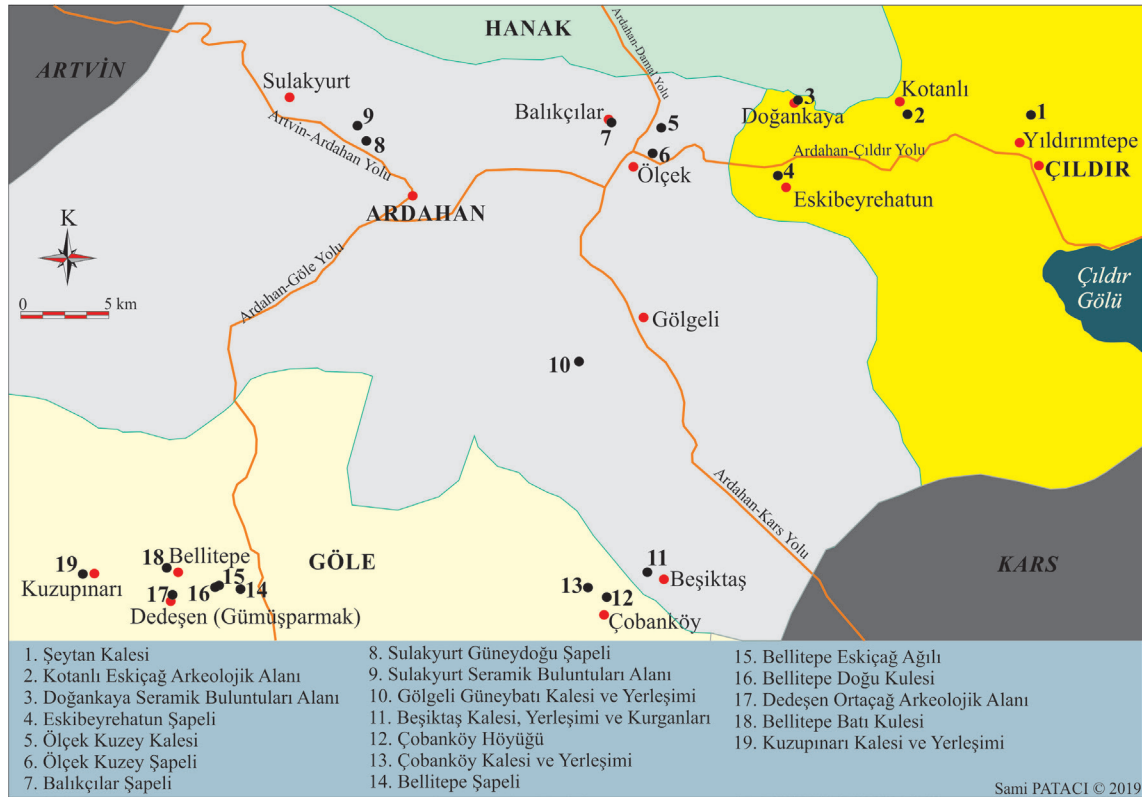 HANAK
ARTVİN
Ardahan-Damal Yolu
Sulakyurt
Kotanlı
3
Doğankaya
2
1
9
Balıkçılar
7
5
8
Artvin-Ardahan Yolu
6
Ardahan-Çıldır Yolu
Yıldırımtepe
Ölçek
4
ÇILDIR
Eskibeyrehatun
ARDAHAN
K
Ardahan-Göle Yolu
Çıldır
Gölü
0 5 km
Gölgeli
10
Ardahan-Kars Yolu
18 Bellitepe
GÖLE
11
KARS
19
Kuzupınarı
15
16
14
17
Beşiktaş
13
12
Dedeşen (Gümüşparmak)
Çobanköy
1. Şeytan Kalesi
2. Kotanlı Eskiçağ Arkeolojik Alanı
3. Doğankaya Seramik Buluntuları Alanı
4. Eskibeyrehatun Şapeli
5. Ölçek Kuzey Kalesi
6. Ölçek Kuzey Şapeli
7. Balıkçılar Şapeli
8. Sulakyurt Güneydoğu Şapeli
9. Sulakyurt Seramik Buluntuları Alanı
10. Gölgeli Güneybatı Kalesi ve Yerleşimi
11. Beşiktaş Kalesi, Yerleşimi ve Kurganları
12. Çobanköy Höyüğü
13. Çobanköy Kalesi ve Yerleşimi
14. Bellitepe Şapeli
15. Bellitepe Eskiçağ Ağılı
16. Bellitepe Doğu Kulesi
17. Dedeşen Ortaçağ Arkeolojik Alanı
18. Bellitepe Batı Kulesi
19. Kuzupınarı Kalesi ve Yerleşimi
Sami PATACI © 2019